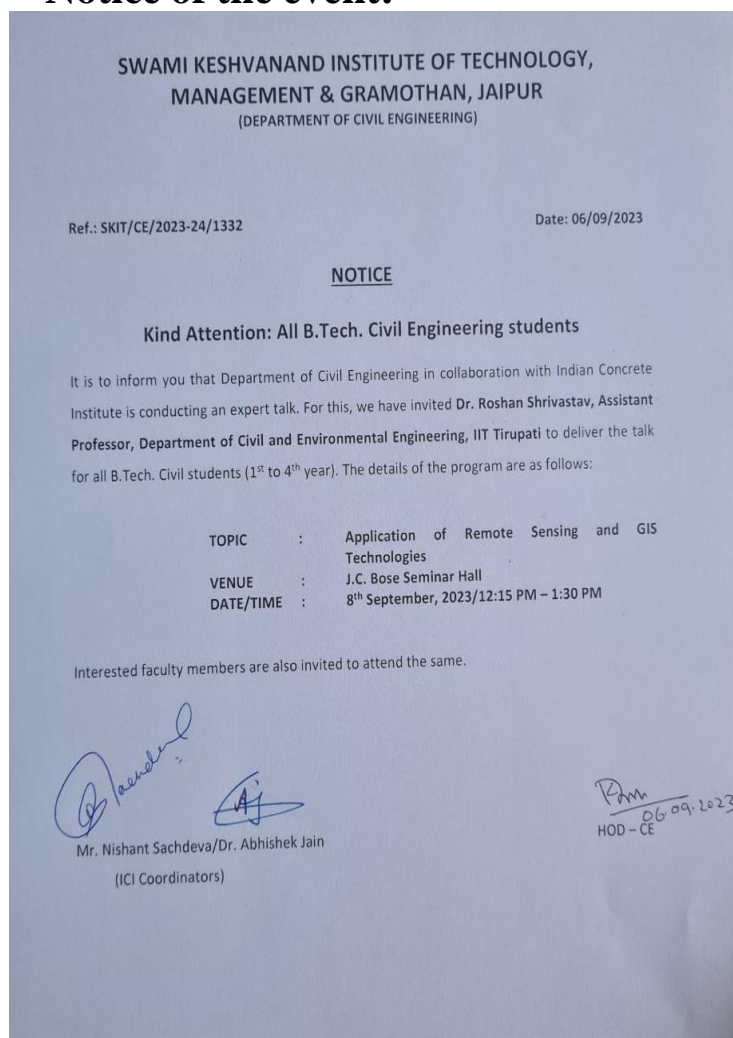 Notice of the event:
SWAMI KESHVANAND INSTITUTE OF TECHNOLOGY,
MANAGEMENT & GRAMOTHAN, JAIPUR
(DEPARTMENT OF CIVIL ENGINEERING)
Ref.: SKIT/CE/2023-24/1332
Date: 06/09/2023
NOTICE
Kind Attention: All B.Tech. Civil Engineering students
It is to inform you that Department of Civil Engineering in collaboration with Indian Concrete
Institute is conducting an expert talk. For this, we have invited Dr. Roshan Shrivastav, Assistant
Professor, Department of Civil and Environmental Engineering, IIT Tirupati to deliver the talk
for all B.Tech. Civil students (1st to 4th year). The details of the program are as follows:
TOPIC : Application of Remote Sensing and GIS
Technologies
VENUE : J.C. Bose Seminar Hall
DATE/TIME : 8th September, 2023/12:15 PM – 1:30 PM
Interested faculty members are also invited to attend the same.
06.09.2023
HOD – CE
Mr. Nishant Sachdeva/Dr. Abhishek Jain
(ICI Coordinators)